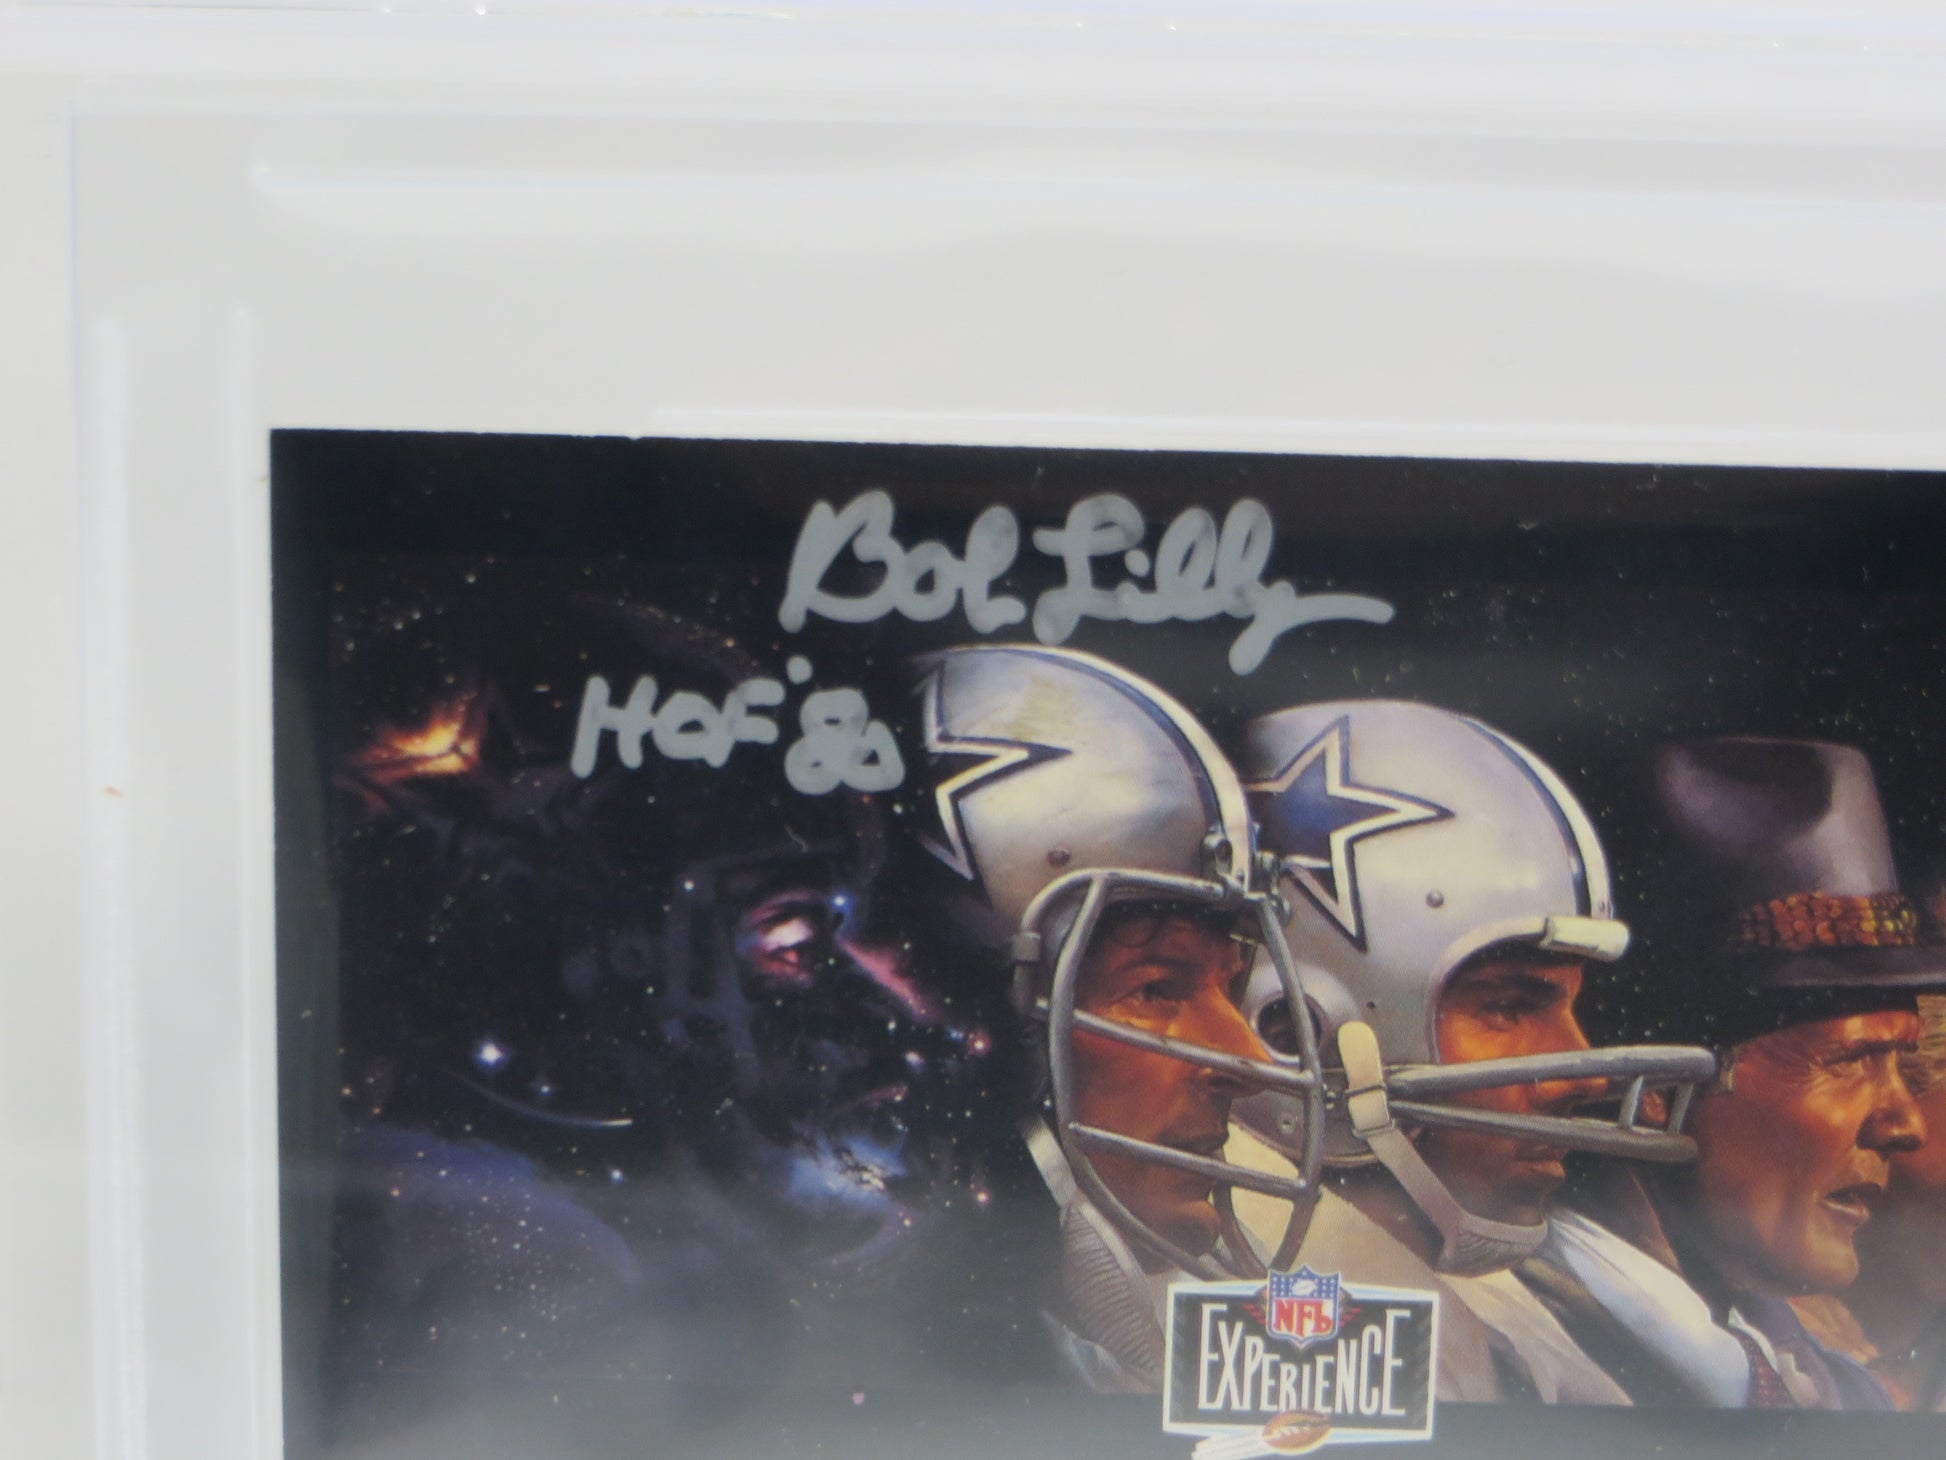 Bob Lilly
HOF '80
NFL
EXPERIENCE